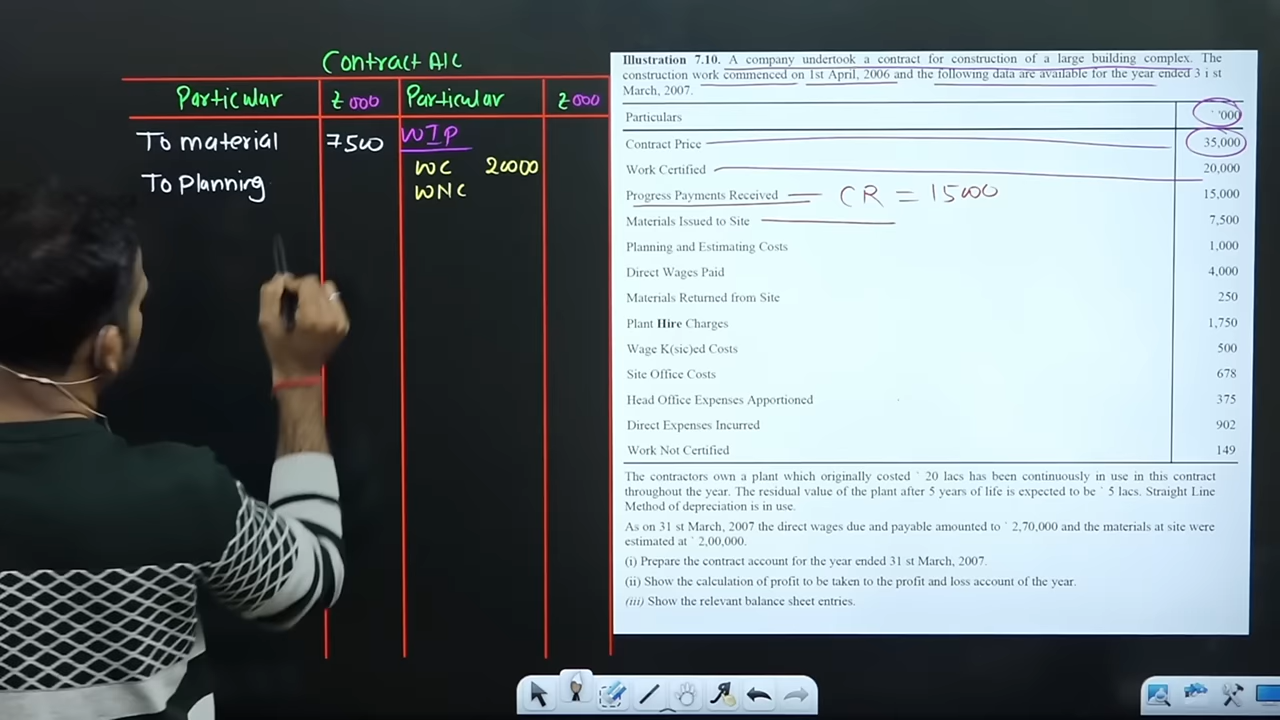 Contract A/C
Particular ₹ 000 Particular ₹ 000
To material 7500 WIP
WC 20000
To Planning
WNC
Illustration 7.10. A company undertook a contract for construction of a large building complex. The
construction work commenced on 1st April, 2006 and the following data are available for the year ended 3 i st
March, 2007.
Particulars ` '000
Contract Price 35,000
Work Certified 20,000
Progress Payments Received CR = 15000 15,000
Materials Issued to Site 7,500
Planning and Estimating Costs 1,000
Direct Wages Paid 4,000
Materials Returned from Site 250
Plant Hire Charges 1,750
Wage K(sic)ed Costs 500
Site Office Costs 678
Head Office Expenses Apportioned 375
Direct Expenses Incurred 902
Work Not Certified 149
The contractors own a plant which originally costed ` 20 lacs has been continuously in use in this contract
throughout the year. The residual value of the plant after 5 years of life is expected to be ` 5 lacs. Straight Line
Method of depreciation is in use.
As on 31 st March, 2007 the direct wages due and payable amounted to ` 2,70,000 and the materials at site were
estimated at ` 2,00,000.
(i) Prepare the contract account for the year ended 31 st March, 2007.
(ii) Show the calculation of profit to be taken to the profit and loss account of the year.
(iii) Show the relevant balance sheet entries.